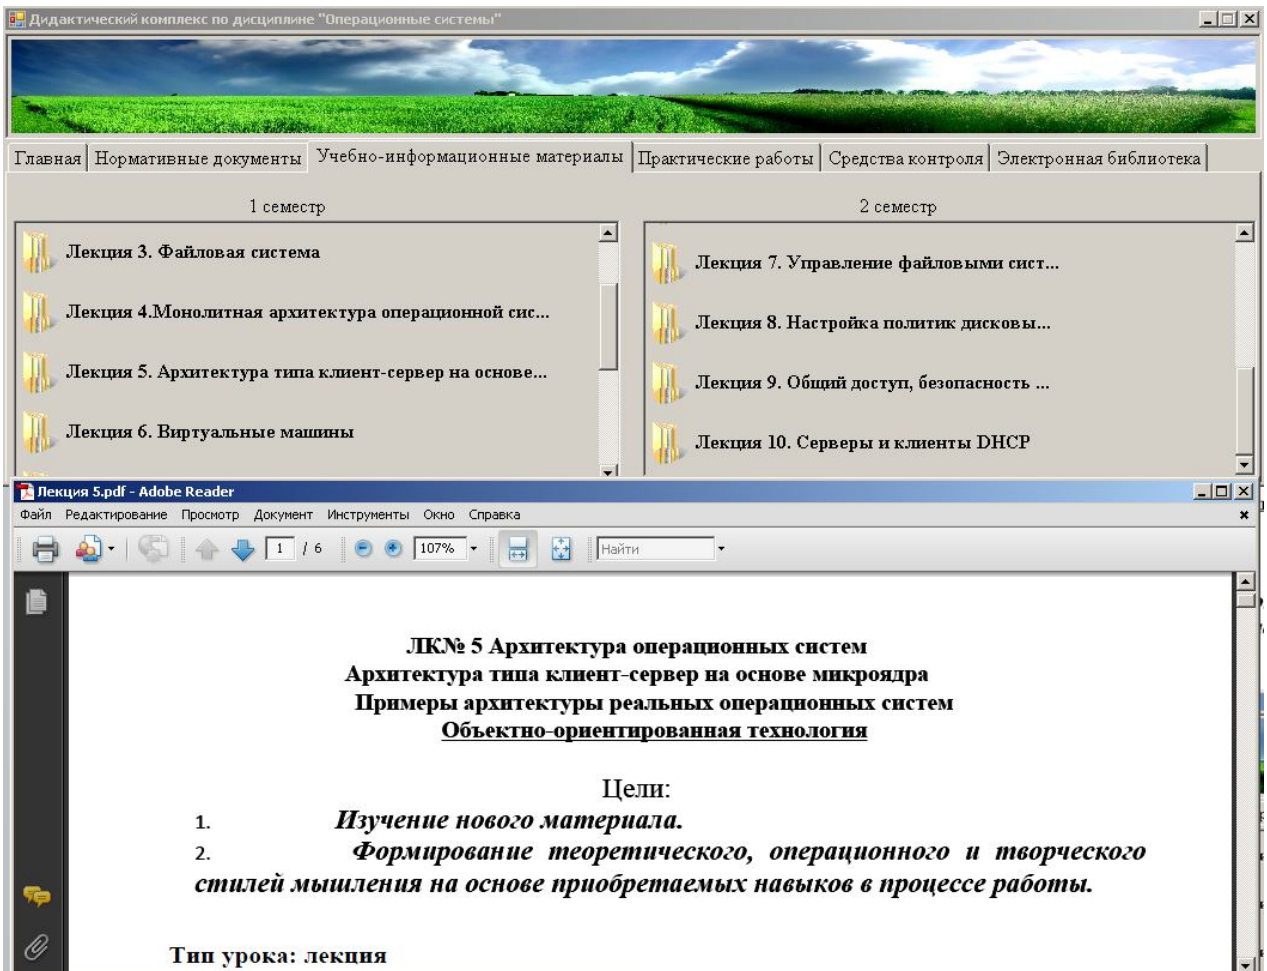 Дидактический комплекс по дисциплине "Операционные системы"
Главная Нормативные документы Учебно-информационные материалы Практические работы Средства контроля Электронная библиотека
1 семестр
2 семестр
Лекция 3. Файловая система
Лекция 4.Монолитная архитектура операционной сис...
Лекция 5. Архитектура типа клиент-сервер на основе...
Лекция 6. Виртуальные машины
Лекция 7. Управление файловыми сист...
Лекция 8. Настройка политик дисковы...
Лекция 9. Общий доступ, безопасность ...
Лекция 10. Серверы и клиенты DHCP
Лекция 5.pdf - Adobe Reader
Файл Редактирование Просмотр Документ Инструменты Окно Справка
1 / 6 107% Найти
ЛК№ 5 Архитектура операционных систем
Архитектура типа клиент-сервер на основе микроядра
Примеры архитектуры реальных операционных систем
Объектно-ориентированная технология
Цели:
1. Изучение нового материала.
2. Формирование теоретического, операционного и творческого
стилей мышления на основе приобретаемых навыков в процессе работы.
Тип урока: лекция